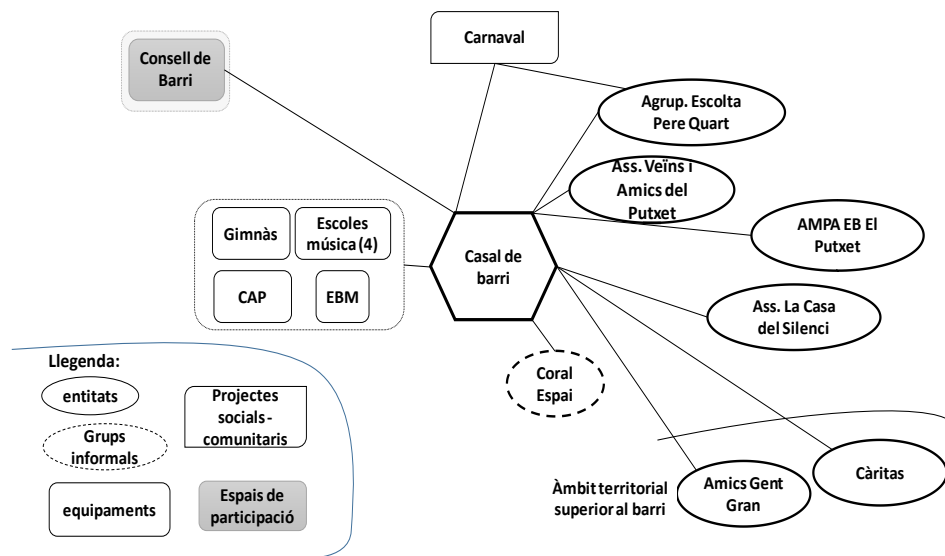 Consell de
Barri
Carnaval
Agrup. Escolta
Pere Quart
Ass. Veïns i
Amics del
Putxet
AMPA EB El
Putxet
Gimnàs
Escoles
música (4)
CAP
EBM
Casal de
barri
Ass. La Casa
del Silenci
Coral
Espai
Llegenda:
entitats
Projectes
socials-
comunitaris
Grups
informals
equipaments
Espais de
participació
Àmbit territorial
superior al barri
Amics Gent
Gran
Càritas